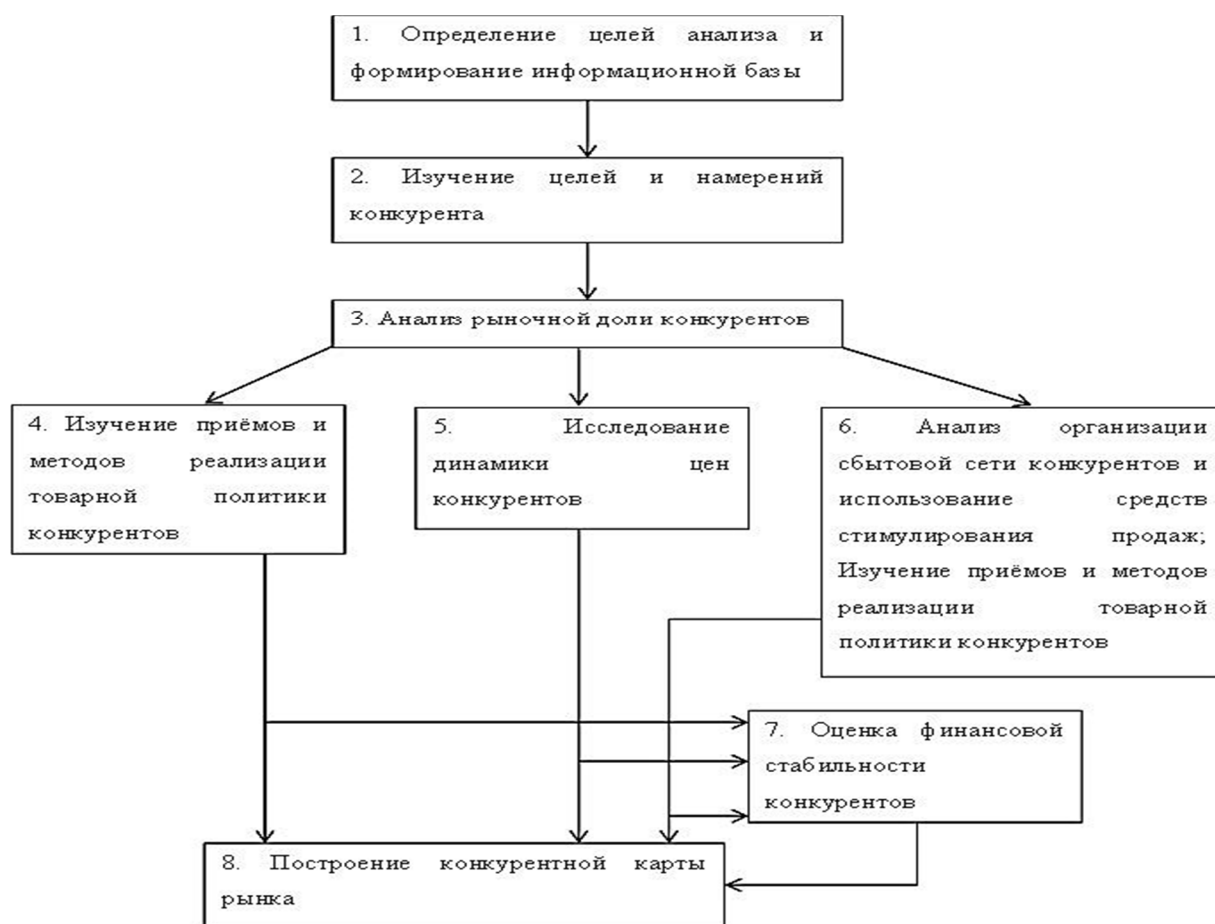 1. Определение целей анализа и
формирование информационной базы
2. Изучение целей и намерений
конкурента
3. Анализ рыночной доли конкурентов
4. Изучение приёмов и
методов реализации
товарной политики
конкурентов
5. Исследование
динамики цен
конкурентов
6. Анализ организации
сбытовой сети конкурентов и
использование средств
стимулирования продаж;
Изучение приёмов и методов
реализации товарной
политики конкурентов
7. Оценка финансовой
стабильности
конкурентов
8. Построение конкурентной карты
рынка